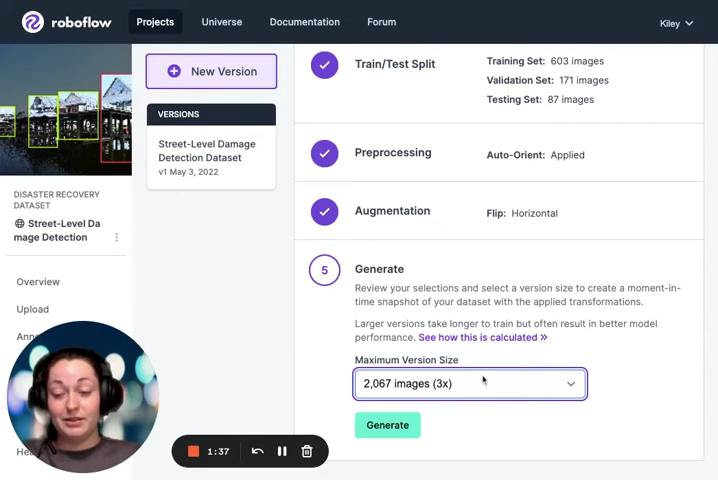 roboflow
Projects
Universe
Documentation
Forum
Kiley
New Version
VERSIONS
Street-Level Damage
Detection Dataset
v1 May 3, 2022
DISASTER RECOVERY
DATASET
Street-Level Da
mage Detection
Overview
Upload
Train/Test Split
Training Set: 603 images
Validation Set: 171 images
Testing Set: 87 images
Preprocessing
Auto-Orient: Applied
Augmentation
Flip: Horizontal
5
Generate
Review your selections and select a version size to create a moment-in-
time snapshot of your dataset with the applied transformations.
Larger versions take longer to train but often result in better model
performance. See how this is calculated »
Maximum Version Size
2,067 images (3x)
Generate
1:37